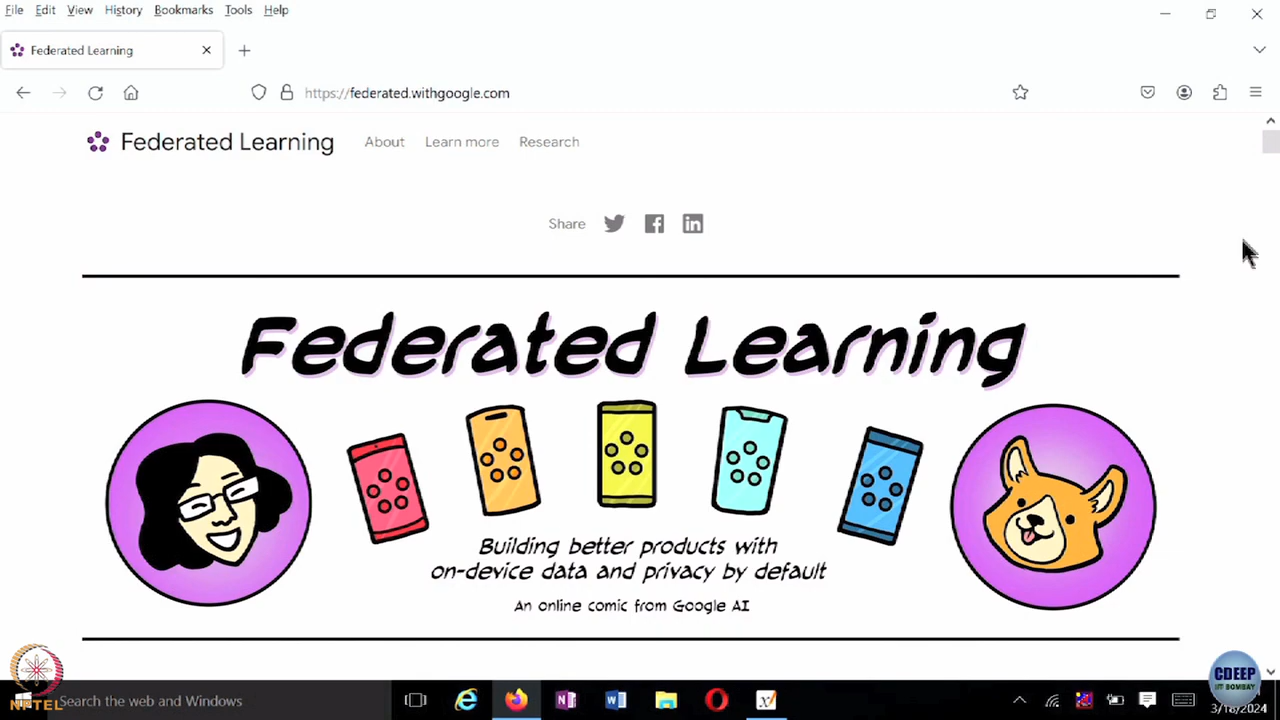 File Edit View History Bookmarks Tools Help
Federated Learning
https://federated.withgoogle.com
Federated Learning About Learn more Research
Share
Federated Learning
Building better products with
on-device data and privacy by default
An online comic from Google AI
CDEEP
IIT BOMBAY
NPTEL
Search the web and Windows
3/18/2024